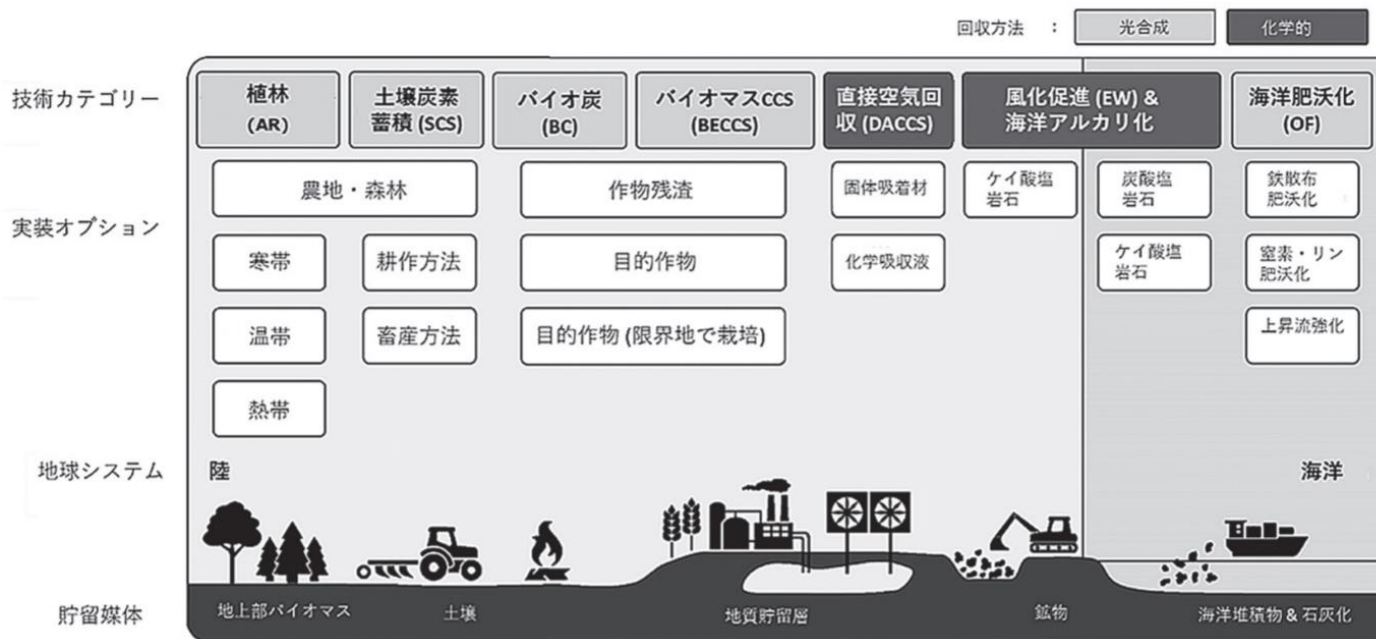 回収方法 : 光合成 化学的
技術カテゴリー
植林
(AR)
土壌炭素
蓄積 (SCS)
バイオ炭
(BC)
バイオマスCCS
(BECCS)
直接空気回
収 (DACCS)
風化促進 (EW) &
海洋アルカリ化
海洋肥沃化
(OF)
実装オプション
農地・森林
作物残渣
固体吸着材
ケイ酸塩
岩石
炭酸塩
岩石
鉄散布
肥沃化
寒帯
耕作方法
目的作物
化学吸収液
ケイ酸塩
岩石
窒素・リン
肥沃化
温帯
畜産方法
目的作物 (限界地で栽培)
上昇流強化
熱帯
地球システム
陸
海洋
貯留媒体
地上部バイオマス
土壌
地質貯留層
鉱物
海洋堆積物 & 石灰化